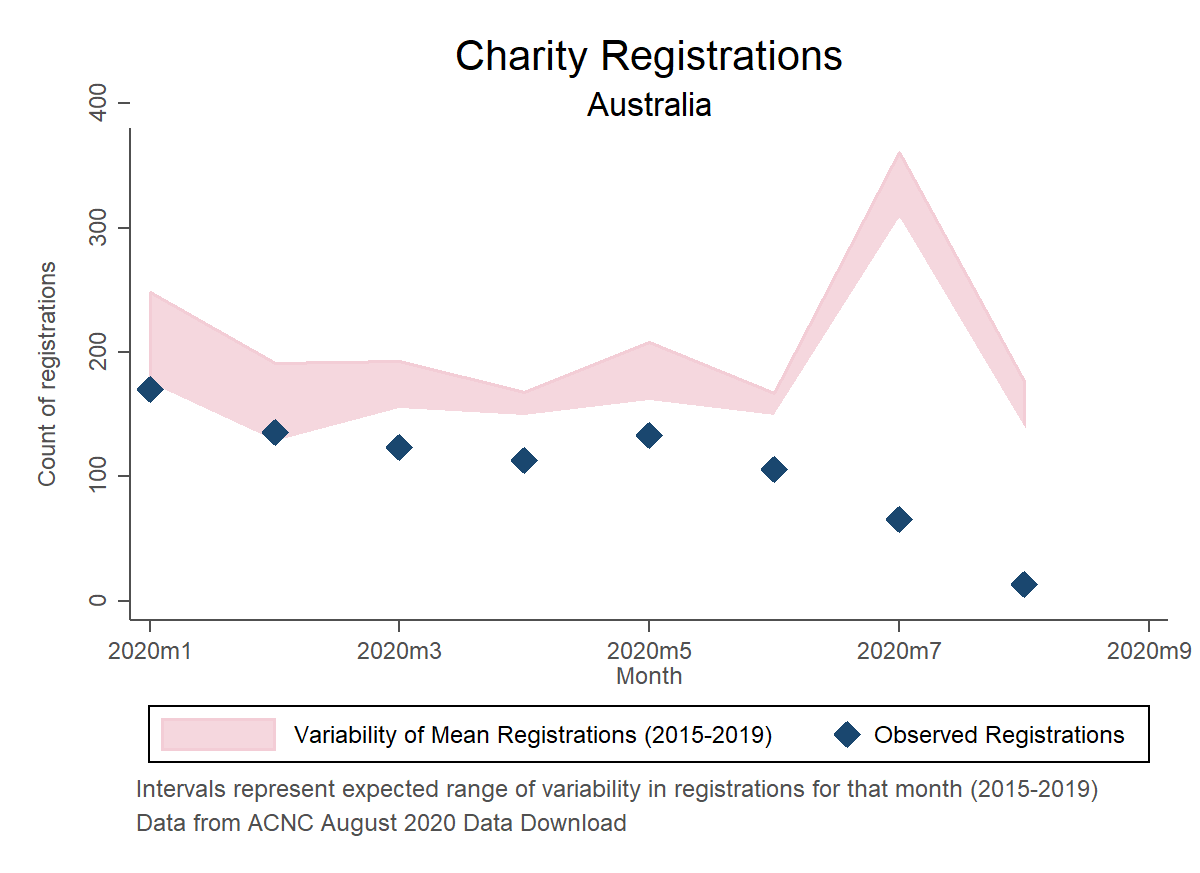 Charity Registrations
Australia
Count of registrations
400
300
200
100
0
2020m1 2020m3 2020m5 2020m7 2020m9
Month
Variability of Mean Registrations (2015-2019) Observed Registrations
Intervals represent expected range of variability in registrations for that month (2015-2019)
Data from ACNC August 2020 Data Download